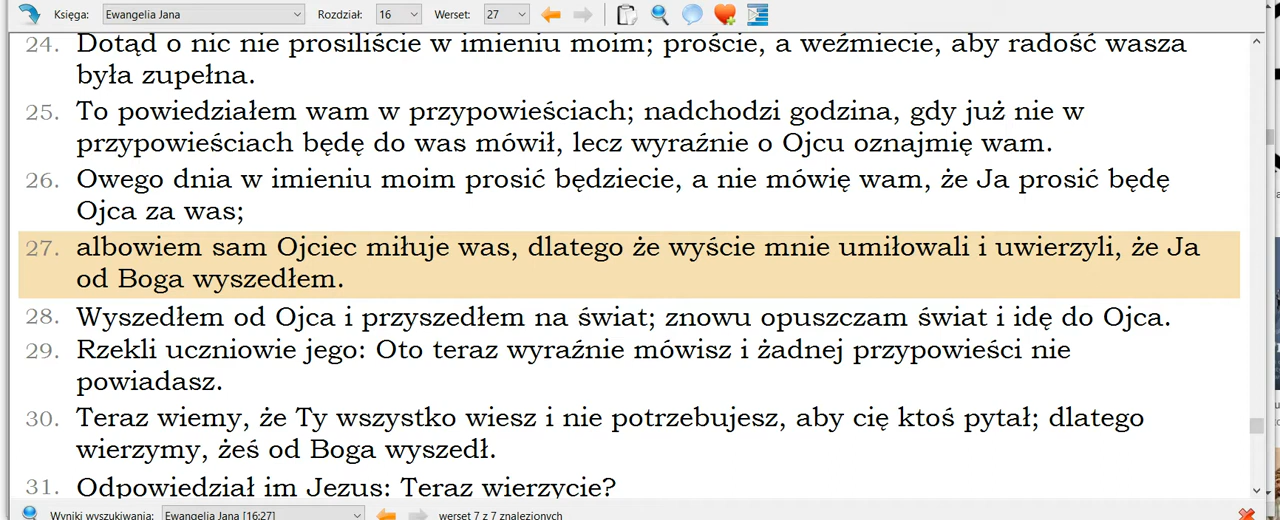 Księga: Ewangelia Jana Rozdział: 16 Werset: 27
24. Dotąd o nic nie prosiliście w imieniu moim; proście, a weźmiecie, aby radość wasza
była zupełna.
25. To powiedziałem wam w przypowieściach; nadchodzi godzina, gdy już nie w
przypowieściach będę do was mówił, lecz wyraźnie o Ojcu oznajmię wam.
26. Owego dnia w imieniu moim prosić będziecie, a nie mówię wam, że Ja prosić będę
Ojca za was;
27. albowiem sam Ojciec miłuje was, dlatego że wyście mnie umiłowali i uwierzyli, że Ja
od Boga wyszedłem.
28. Wyszedłem od Ojca i przyszedłem na świat; znowu opuszczam świat i idę do Ojca.
29. Rzekli uczniowie jego: Oto teraz wyraźnie mówisz i żadnej przypowieści nie
powiadasz.
30. Teraz wiemy, że Ty wszystko wiesz i nie potrzebujesz, aby cię ktoś pytał; dlatego
wierzymy, żeś od Boga wyszedł.
31. Odpowiedział im Jezus: Teraz wierzycie?
Wyniki wyszukiwania: Ewangelia Jana [16:27] werset 7 z 7 znalezionych